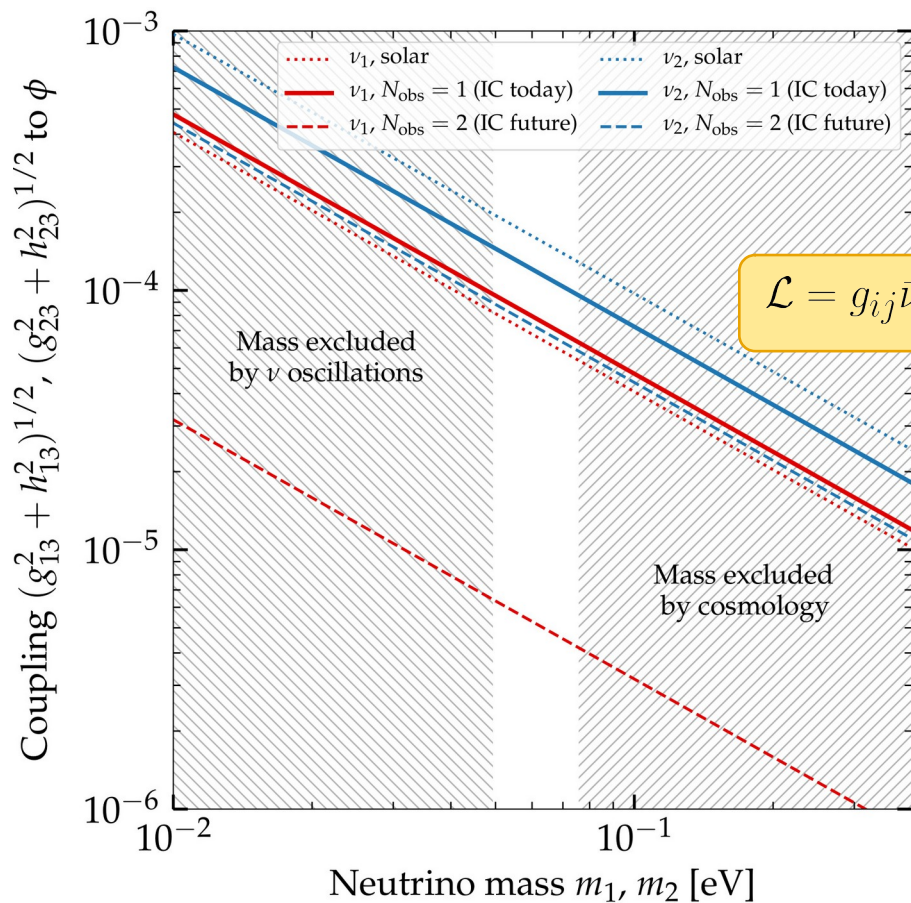 10⁻³
ν₁, solar
ν₁, N_obs = 1 (IC today)
ν₁, N_obs = 2 (IC future)
ν₂, solar
ν₂, N_obs = 1 (IC today)
ν₂, N_obs = 2 (IC future)
Coupling (g²₁₃ + h²₁₃)^{1/2}, (g²₂₃ + h²₂₃)^{1/2} to ϕ
10⁻⁴
ℒ = g_{ij} ν̄
Mass excluded
by ν oscillations
10⁻⁵
Mass excluded
by cosmology
10⁻⁶
10⁻²
10⁻¹
Neutrino mass m₁, m₂ [eV]